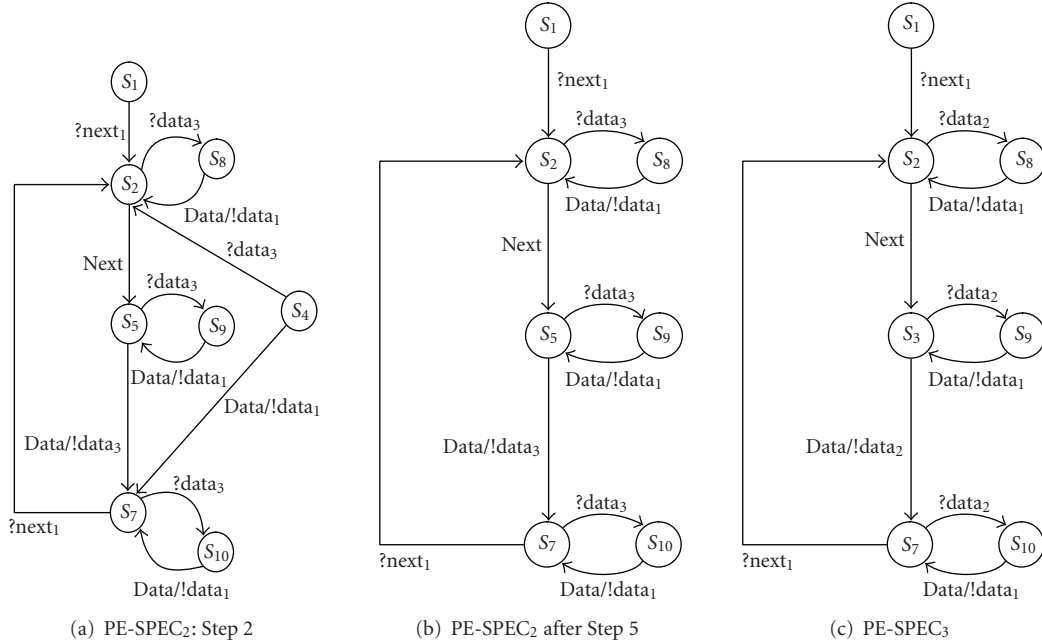 S1
?next1
?data3
S2
S8
Data/!data1
?data3
Next
?data3
S4
S5
S9
Data/!data1
Data/!data1
Data/!data3
?data3
S7
?next1
S10
Data/!data1
(a) PE-SPEC2: Step 2
S1
?next1
?data3
S2
S8
Data/!data1
Next
?data3
S5
S9
Data/!data1
Data/!data3
?data3
S7
S10
?next1
Data/!data1
(b) PE-SPEC2 after Step 5
S1
?next1
?data2
S2
S8
Data/!data1
Next
?data2
S3
S9
Data/!data1
Data/!data2
?data2
S7
S10
?next1
Data/!data1
(c) PE-SPEC3